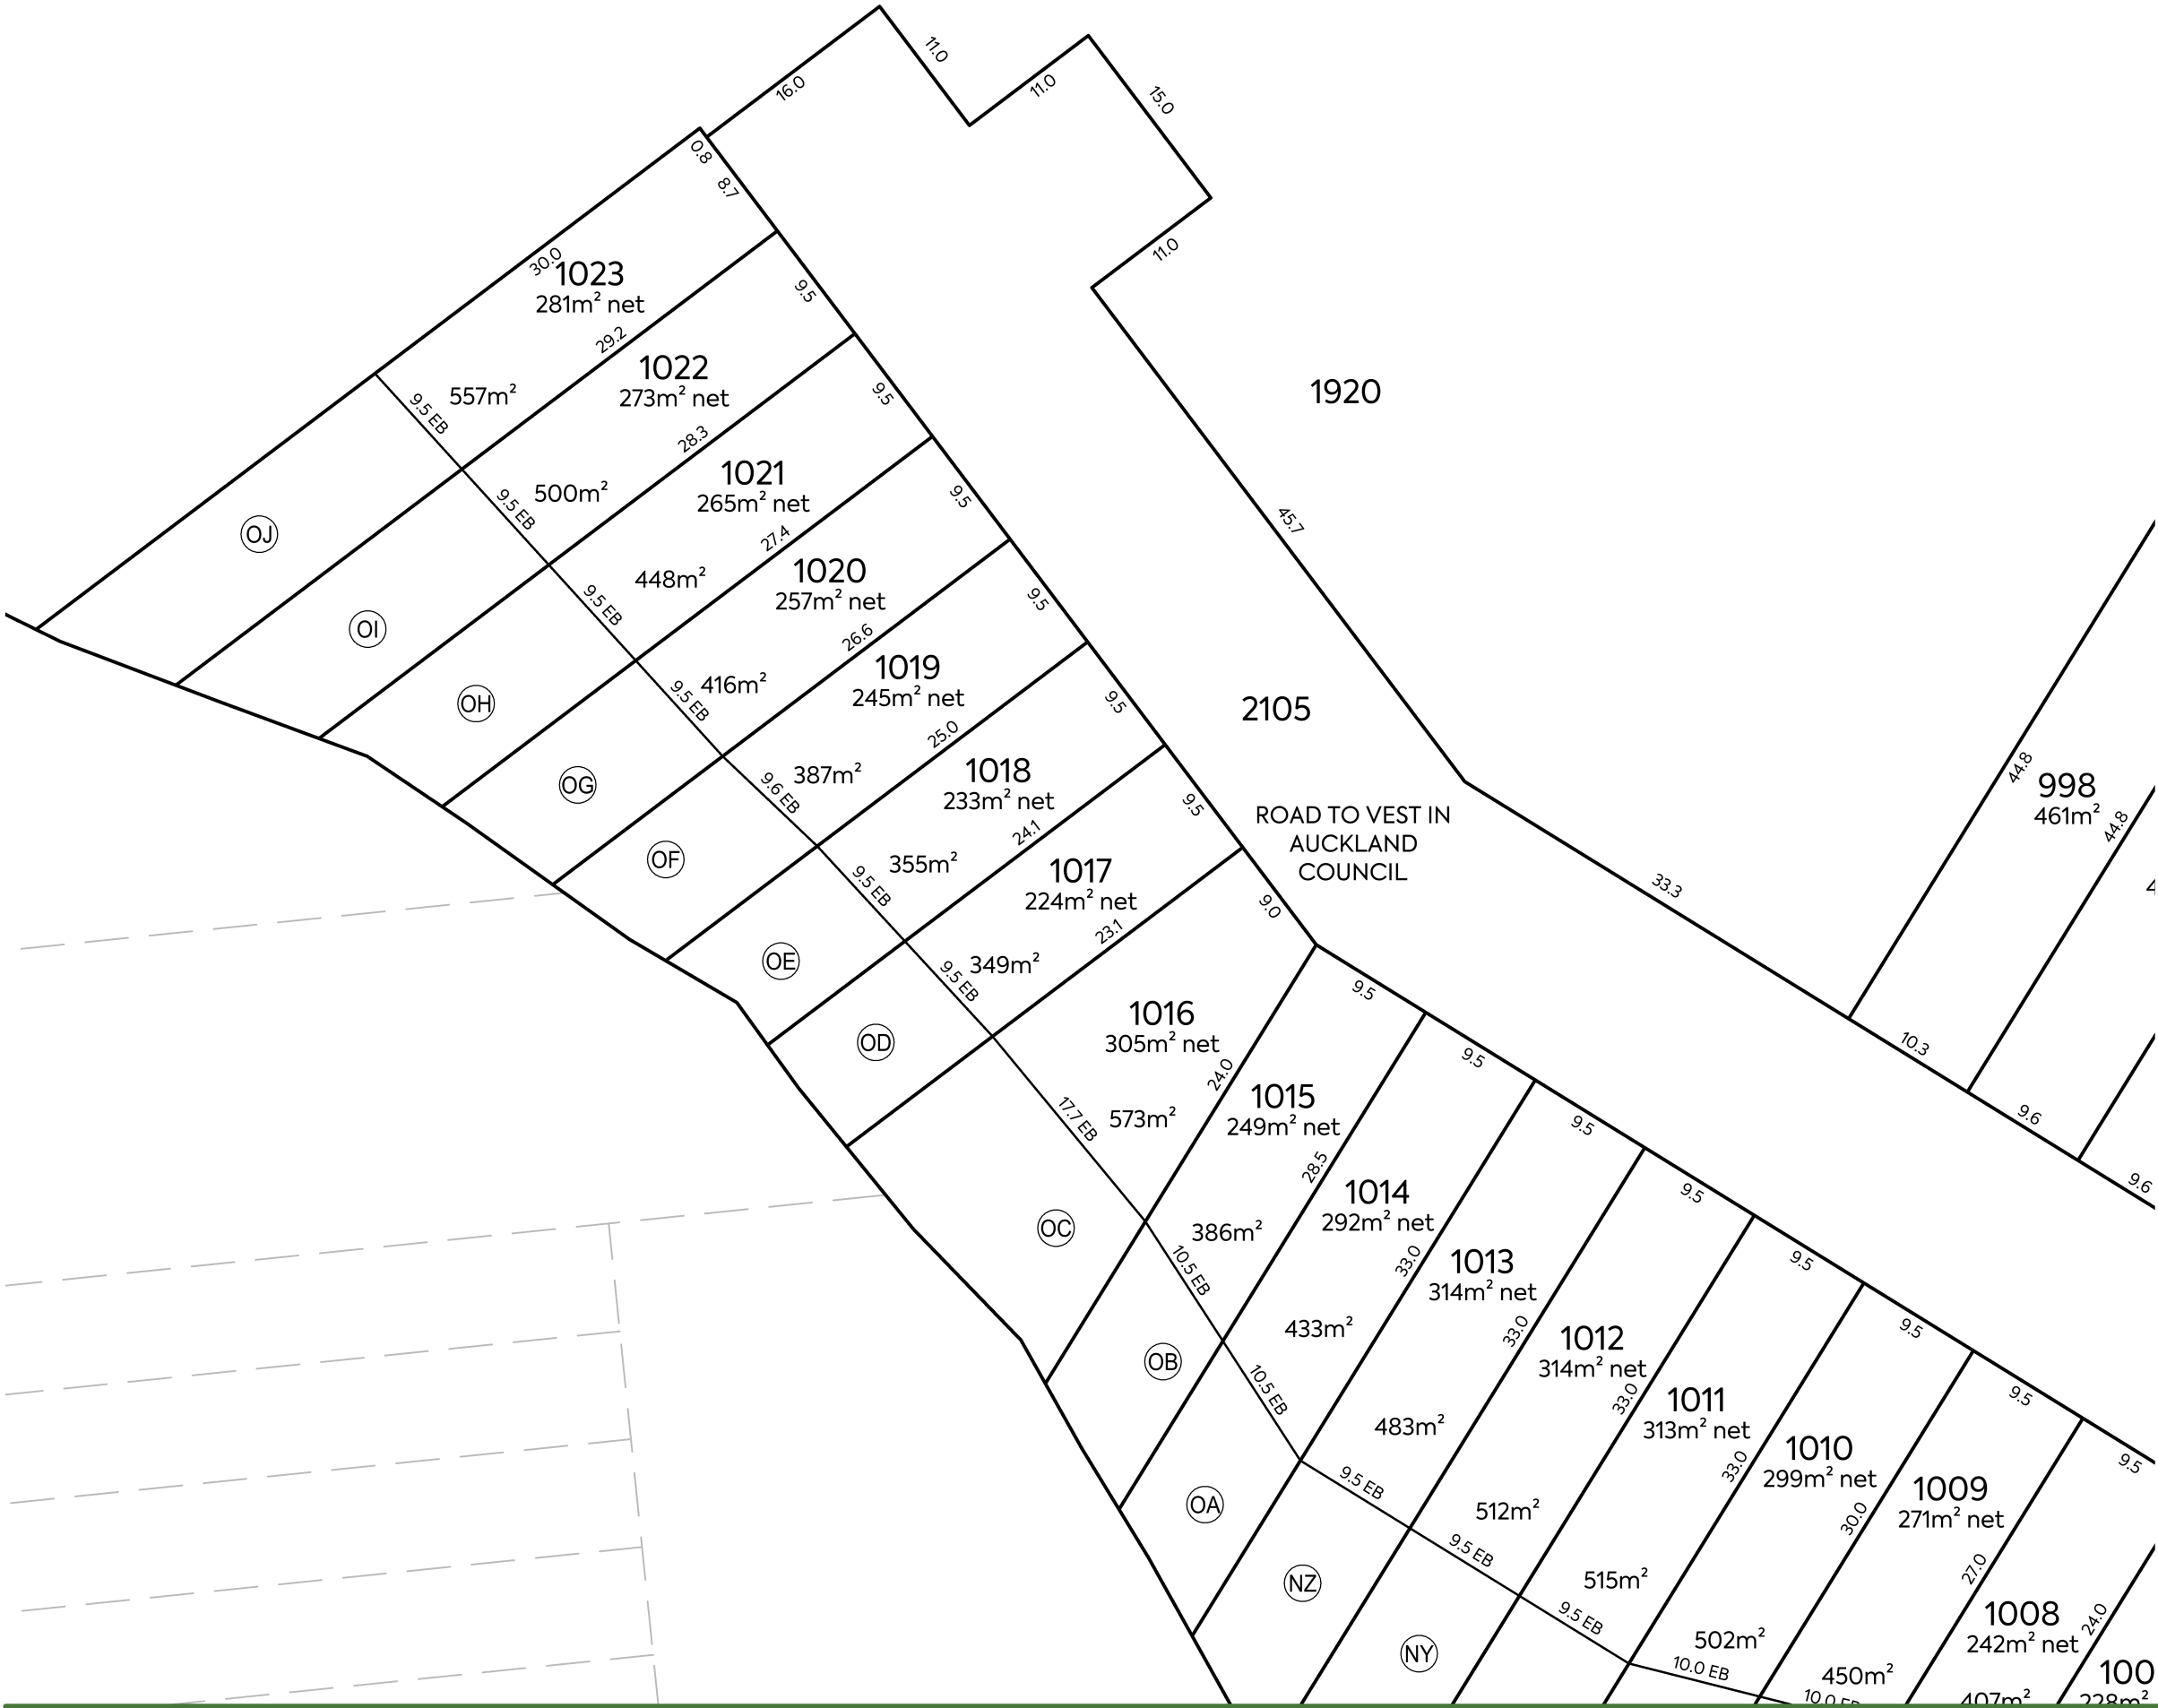 16.0
11.0
11.0
15.0
11.0
0.8
8.7
30.0
1023
281m² net
29.2
557m²
9.5 EB
OJ
9.5
1022
273m² net
28.3
500m²
9.5 EB
OI
9.5
1021
265m² net
27.4
448m²
9.5 EB
OH
9.5
1020
257m² net
26.6
416m²
9.5 EB
OG
9.5
1019
245m² net
25.0
387m²
9.6 EB
OF
9.5
1018
233m² net
24.1
355m²
9.5 EB
OE
9.5
1017
224m² net
23.1
349m²
9.5 EB
OD
9.0
1016
305m² net
24.0
573m²
17.7 EB
OC
1920
45.7
2105
ROAD TO VEST IN
AUCKLAND
COUNCIL
33.3
44.8
998
461m²
44.8
4
10.3
9.6
9.6
9.5
1015
249m² net
28.5
386m²
10.5 EB
OB
9.5
1014
292m² net
33.0
433m²
10.5 EB
OA
9.5
1013
314m² net
33.0
483m²
9.5 EB
NZ
9.5
1012
314m² net
33.0
512m²
9.5 EB
NY
9.5
1011
313m² net
33.0
515m²
9.5 EB
9.5
1010
299m² net
30.0
502m²
10.0 EB
9.5
1009
271m² net
27.0
450m²
10.0 EB
9.5
1008
242m² net
24.0
407m²
100
228m²